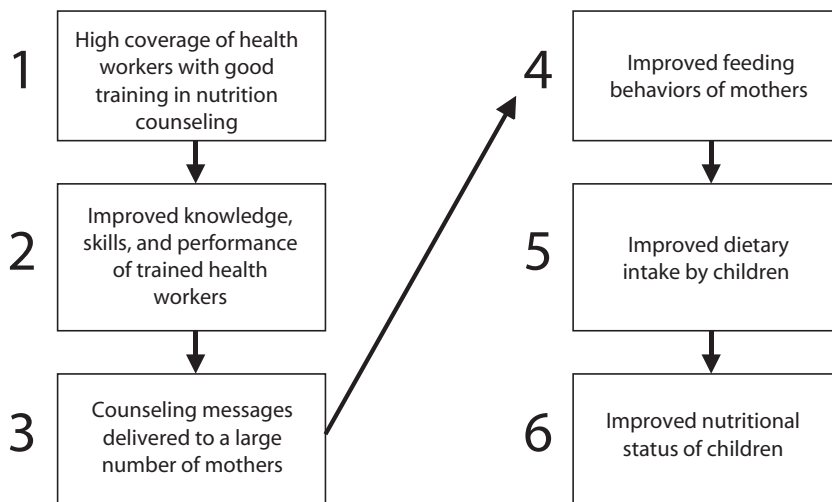 1
High coverage of health
workers with good
training in nutrition
counseling
2
Improved knowledge,
skills, and performance
of trained health
workers
3
Counseling messages
delivered to a large
number of mothers
4
Improved feeding
behaviors of mothers
5
Improved dietary
intake by children
6
Improved nutritional
status of children